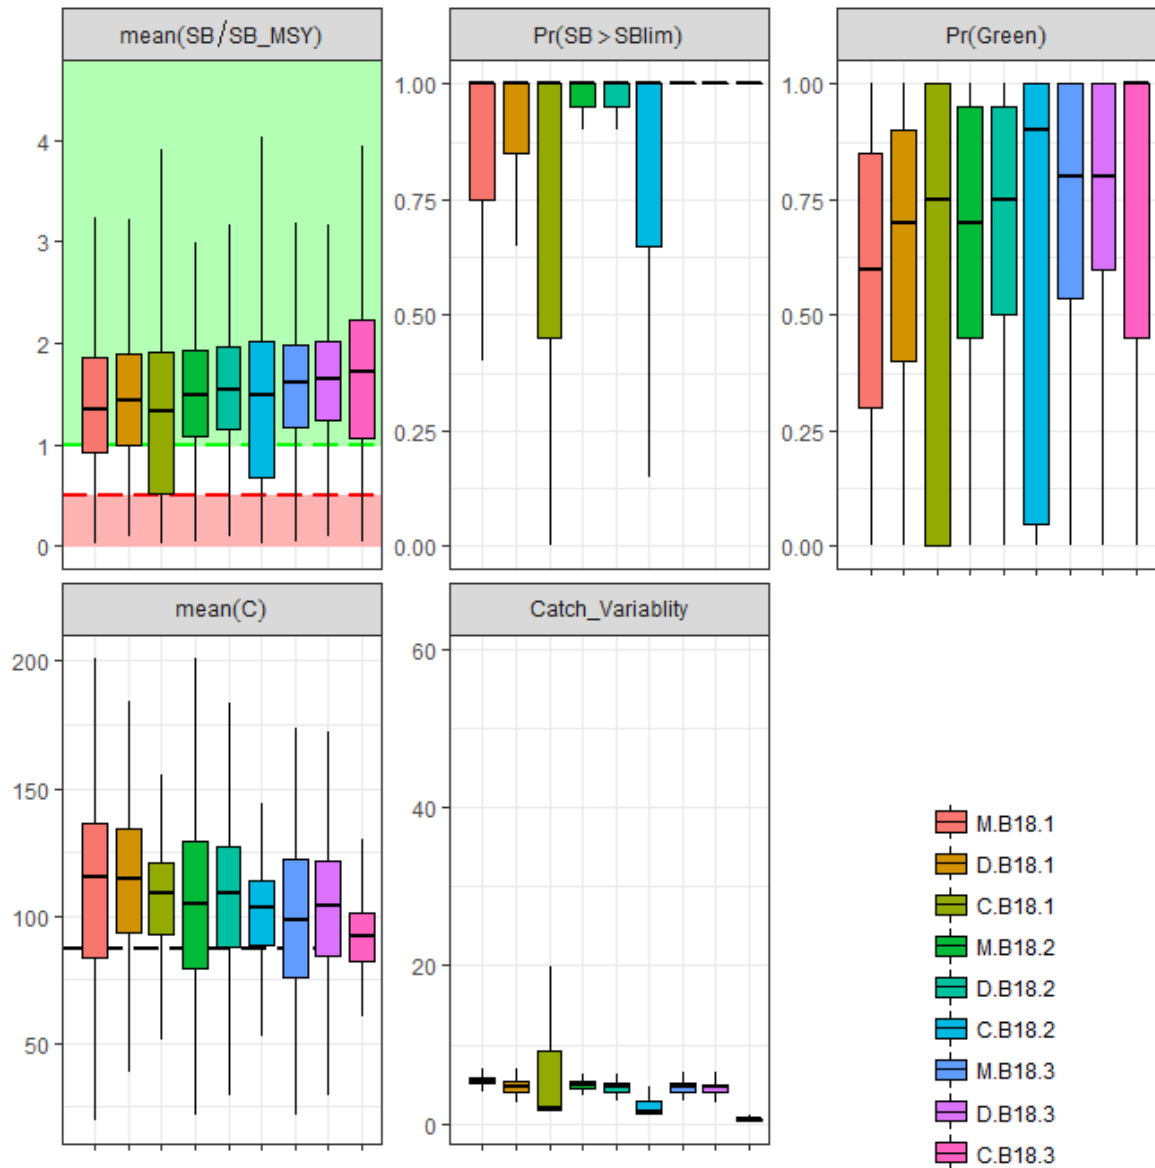 mean(SB/SB_MSY)
Pr(SB > SBlim)
Pr(Green)
4
3
2
1
0
1.00
0.75
0.50
0.25
0.00
1.00
0.75
0.50
0.25
0.00
mean(C)
Catch_Variablity
200
150
100
50
60
40
20
0
M.B18.1
D.B18.1
C.B18.1
M.B18.2
D.B18.2
C.B18.2
M.B18.3
D.B18.3
C.B18.3